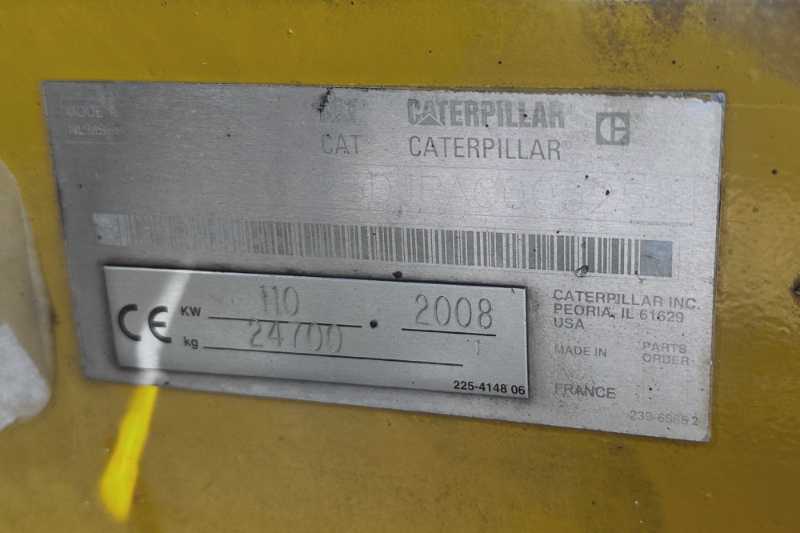 CAT CATERPILLAR
CAT CATERPILLAR
CE KW 110 2008
kg 24700 1
225-4148 06
CATERPILLAR INC.
PEORIA, IL 61629
USA
MADE IN
FRANCE
PARTS
ORDER